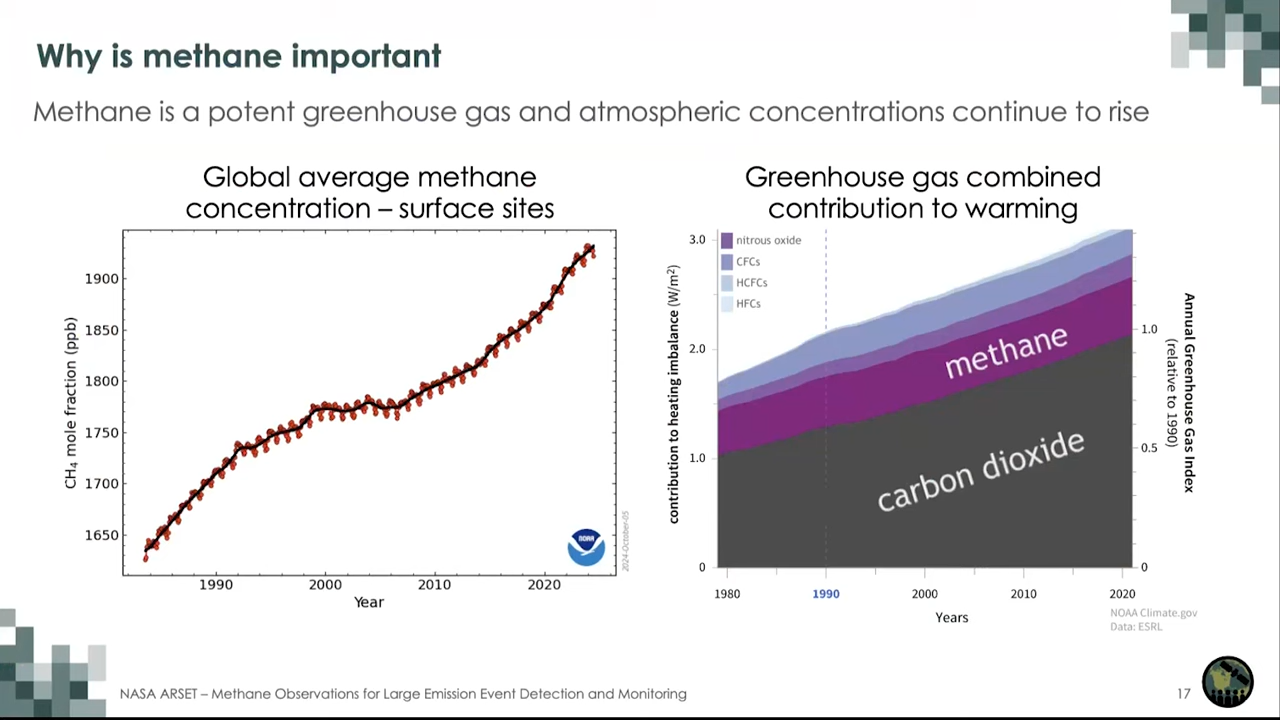 Why is methane important
Methane is a potent greenhouse gas and atmospheric concentrations continue to rise
Global average methane
concentration – surface sites
CH₄ mole fraction (ppb)
1900
1850
1800
1750
1700
1650
1990
2000
2010
2020
Year
NOAA
2024-October-05
Greenhouse gas combined
contribution to warming
contribution to heating imbalance (W/m²)
3.0
2.0
1.0
0
nitrous oxide
CFCs
HCFCs
HFCs
methane
carbon dioxide
1.0
0.5
0
Annual Greenhouse Gas Index
(relative to 1990)
1980
1990
2000
2010
2020
Years
NOAA Climate.gov
Data: ESRL
NASA ARSET – Methane Observations for Large Emission Event Detection and Monitoring
17